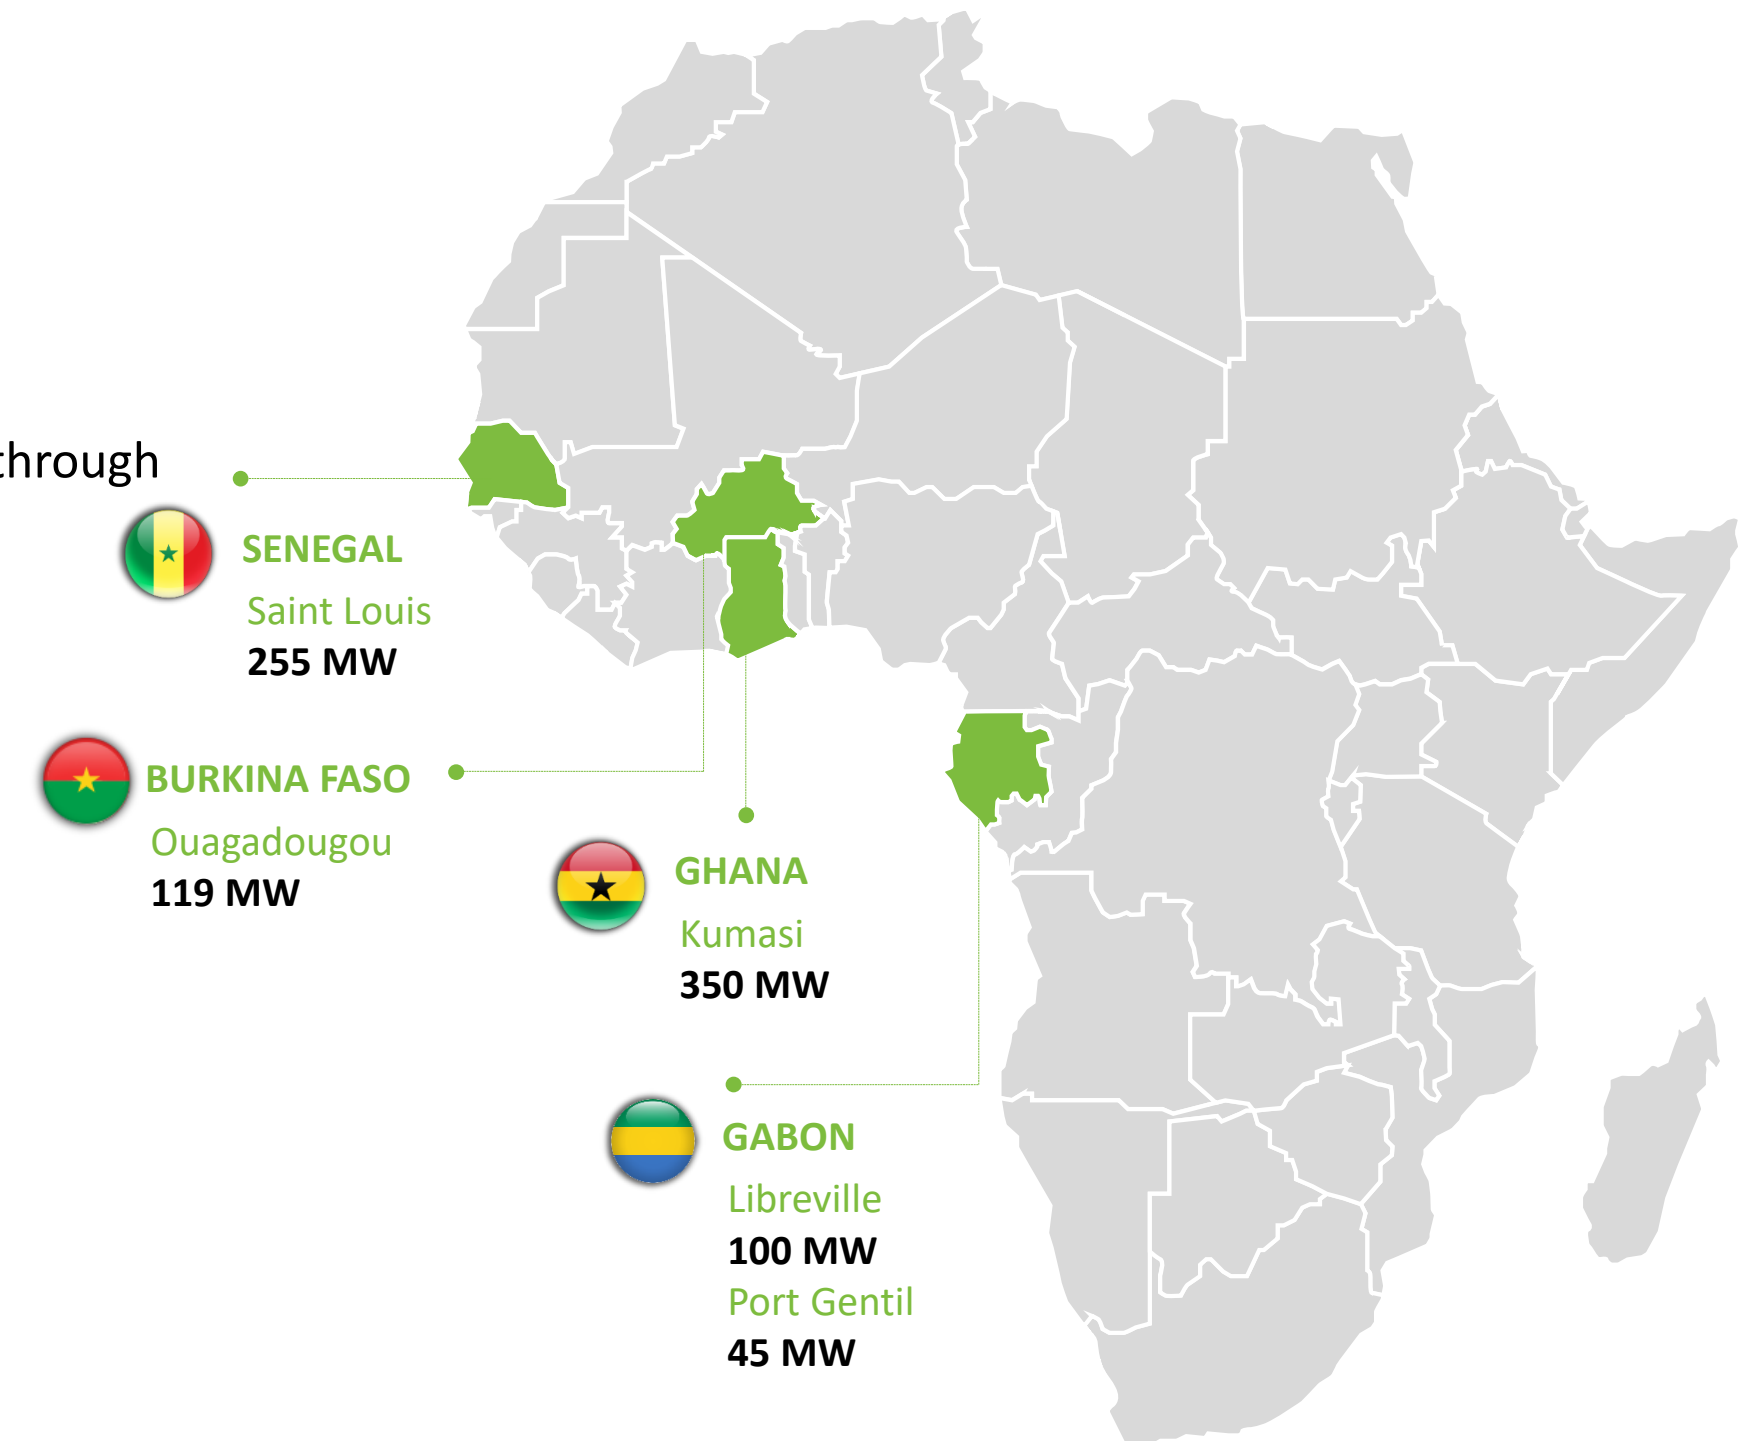 through
SENEGAL
Saint Louis
255 MW
BURKINA FASO
Ouagadougou
119 MW
GHANA
Kumasi
350 MW
GABON
Libreville
100 MW
Port Gentil
45 MW